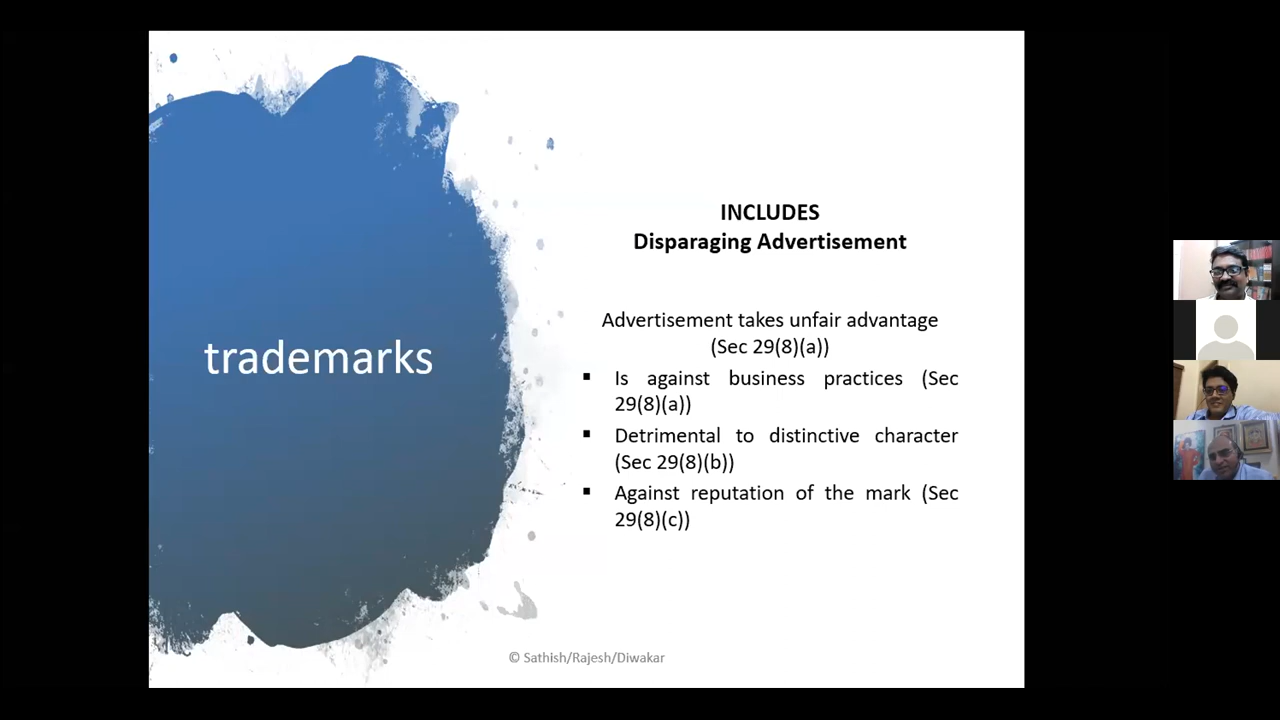 trademarks
INCLUDES
Disparaging Advertisement
Advertisement takes unfair advantage
(Sec 29(8)(a))
▪ Is against business practices (Sec
29(8)(a))
▪ Detrimental to distinctive character
(Sec 29(8)(b))
▪ Against reputation of the mark (Sec
29(8)(c))
© Sathish/Rajesh/Diwakar